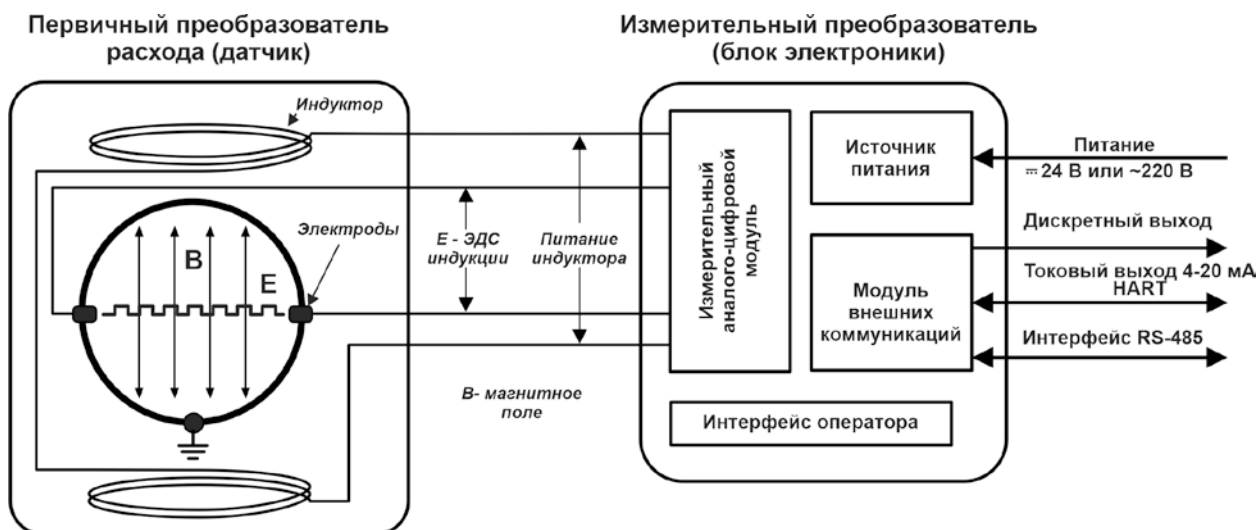 Первичный преобразователь
расхода (датчик)
Индуктор
Электроды
B
E
E - ЭДС
индукции
Питание
индуктора
B- магнитное
поле
Измерительный преобразователь
(блок электроники)
Измерительный
аналого-цифровой
модуль
Источник
питания
Модуль
внешних
коммуникаций
Интерфейс оператора
Питание
⎓ 24 В или ~220 В
Дискретный выход
Токовый выход 4-20 мА
HART
Интерфейс RS-485